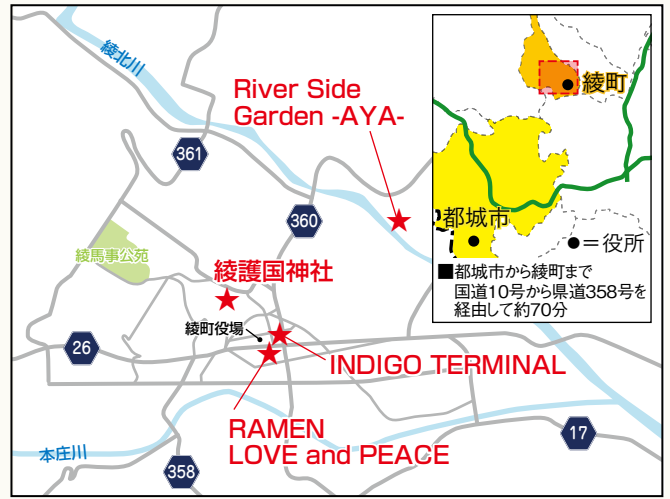 綾北川
River Side
Garden -AYA-
361
360
綾馬事公苑
綾護国神社
綾町役場
26
INDIGO TERMINAL
RAMEN
LOVE and PEACE
本庄川
358
17
綾町
都城市
●=役所
■都城市から綾町まで
国道10号から県道358号を
経由して約70分